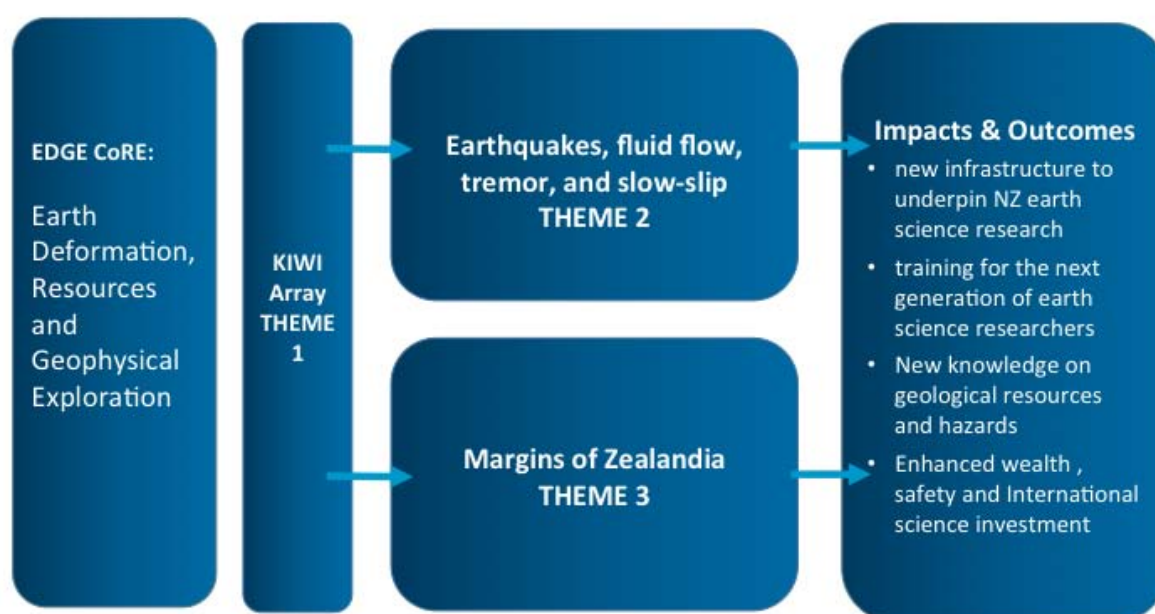 EDGE CoRE:
Earth
Deformation,
Resources
and
Geophysical
Exploration
KIWI
Array
THEME
1
Earthquakes, fluid flow,
tremor, and slow-slip
THEME 2
Margins of Zealandia
THEME 3
Impacts & Outcomes
• new infrastructure to
underpin NZ earth
science research
• training for the next
generation of earth
science researchers
• New knowledge on
geological resources
and hazards
• Enhanced wealth ,
safety and International
science investment